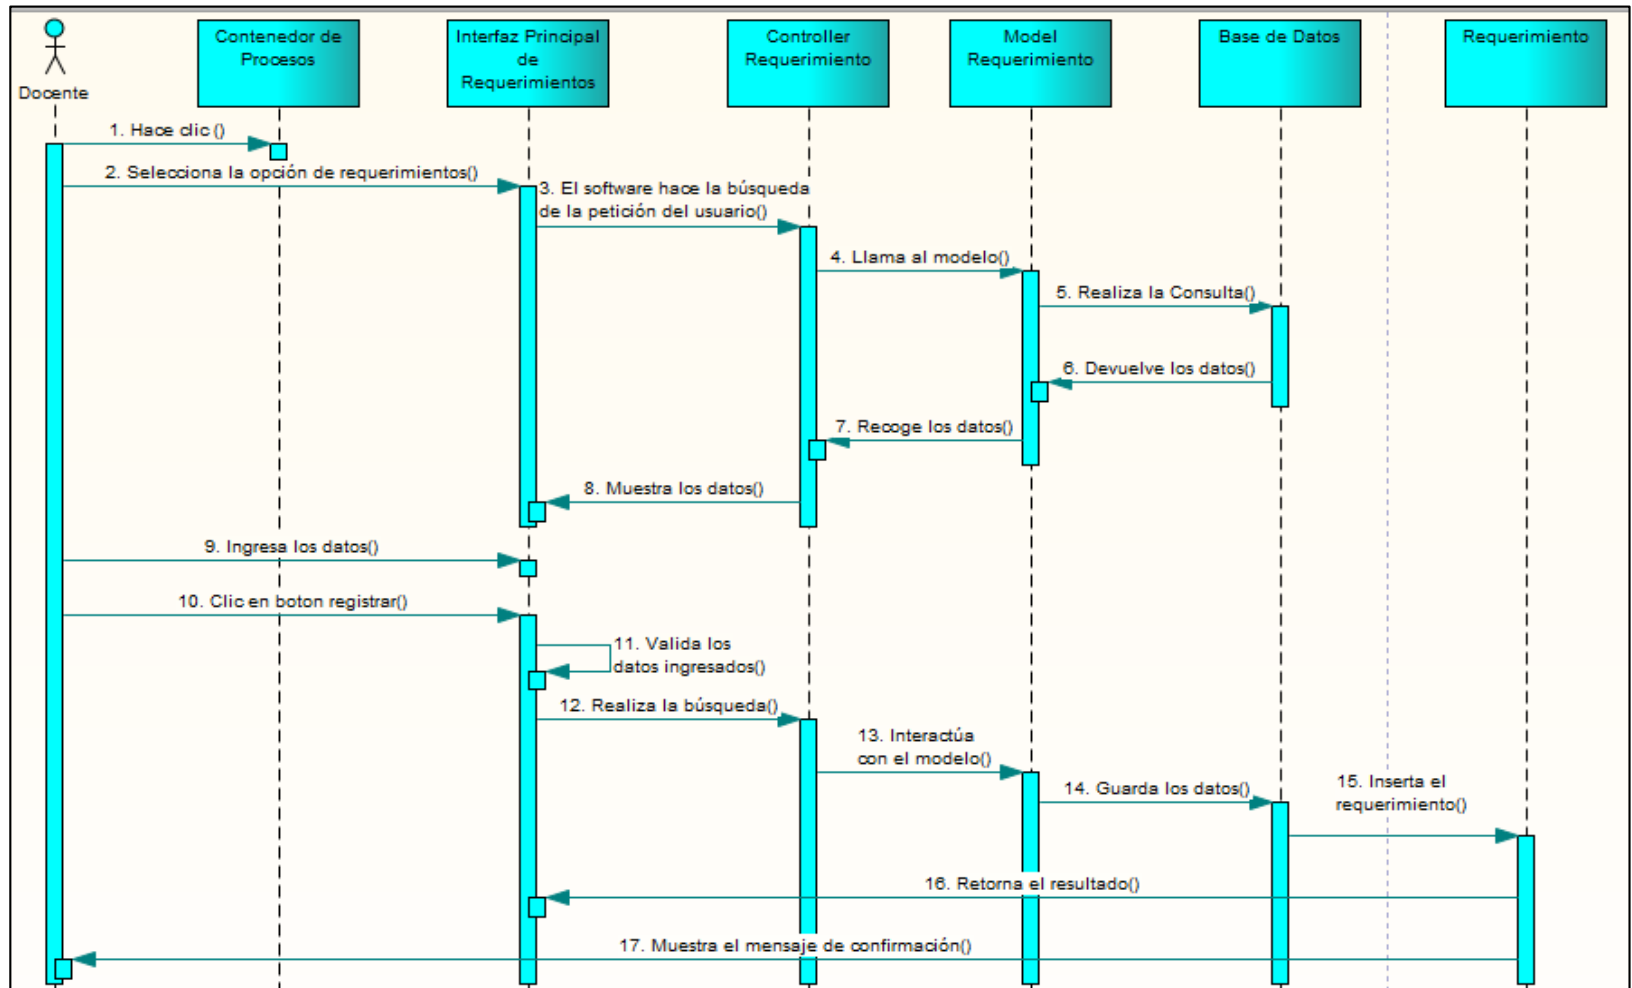 Docente
Contenedor de
Procesos
Interfaz Principal
de
Requerimientos
Controller
Requerimiento
Model
Requerimiento
Base de Datos
Requerimiento
1. Hace clic ()
2. Selecciona la opción de requerimientos()
3. El software hace la búsqueda
de la petición del usuario()
4. Llama al modelo()
5. Realiza la Consulta()
6. Devuelve los datos()
7. Recoge los datos()
8. Muestra los datos()
9. Ingresa los datos()
10. Clic en boton registrar()
11. Valida los
datos ingresados()
12. Realiza la búsqueda()
13. Interactúa
con el modelo()
14. Guarda los datos()
15. Inserta el
requerimiento()
16. Retorna el resultado()
17. Muestra el mensaje de confirmación()